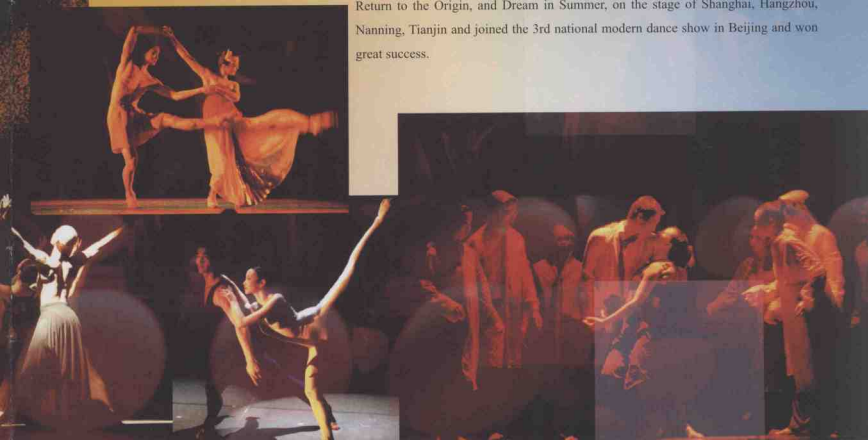 Return to the Origin, and Dream in Summer, on the stage of Shanghai, Hangzhou,
Nanning, Tianjin and joined the 3rd national modern dance show in Beijing and won
great success.